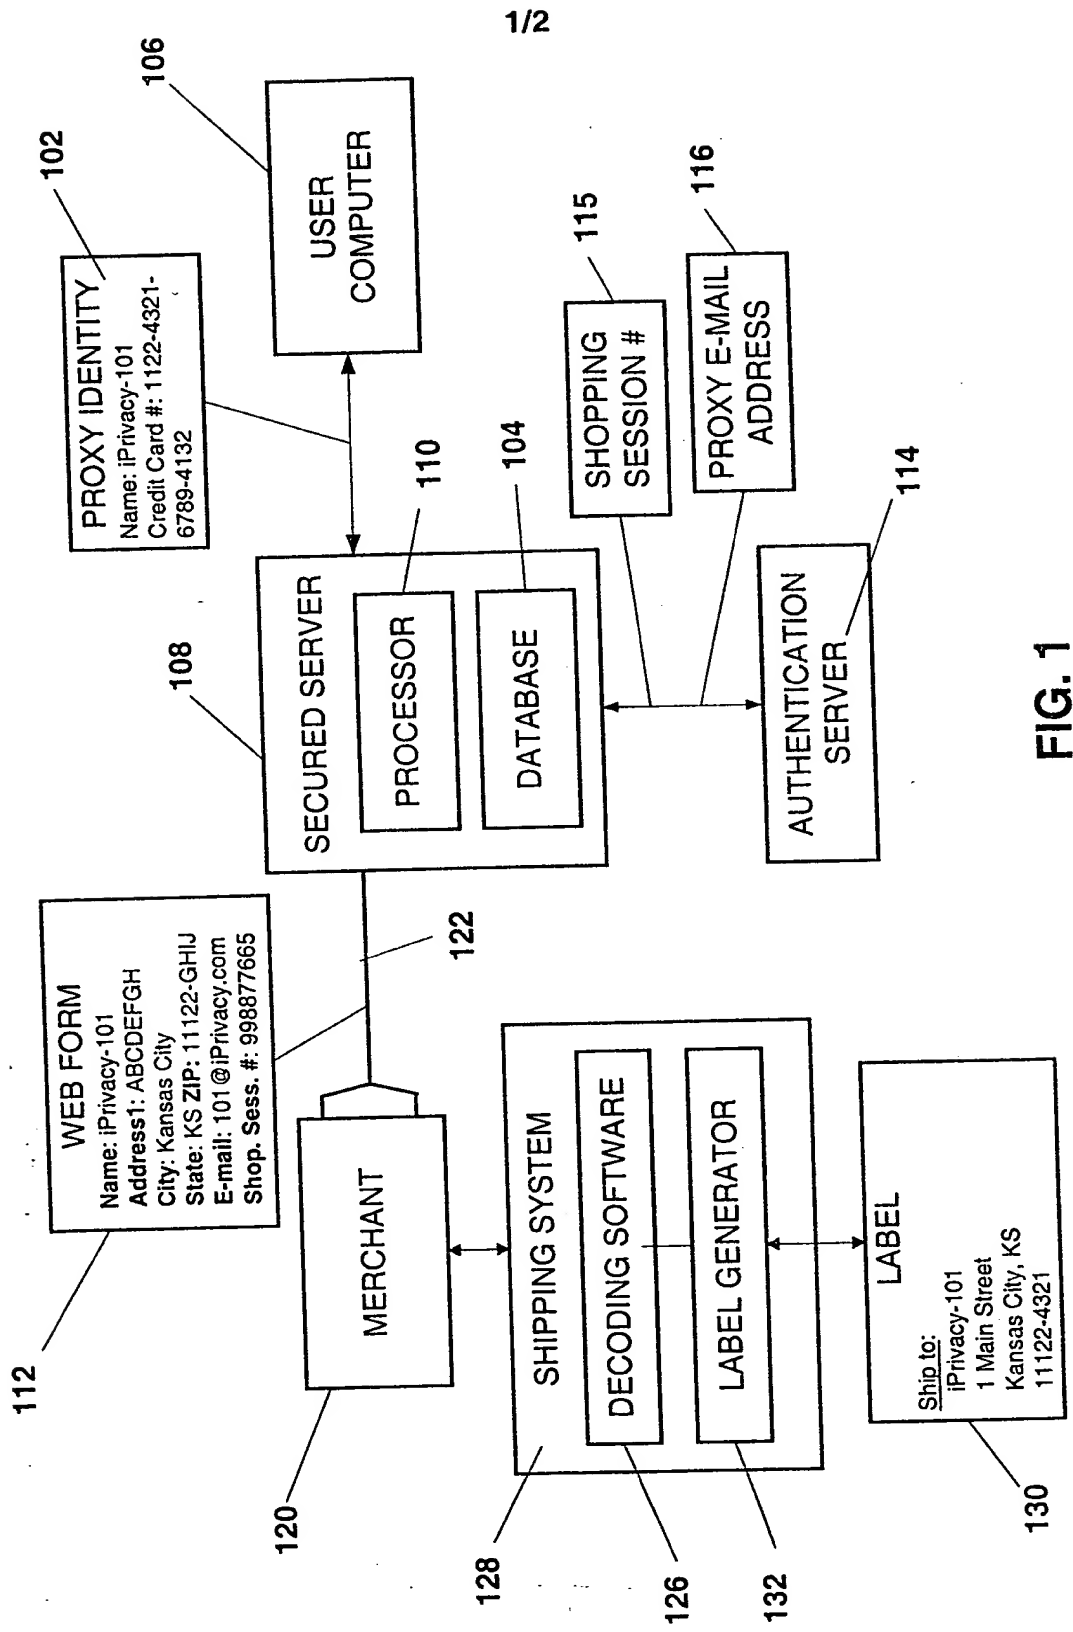 1/2
112
WEB FORM
Name: iPrivacy-101
Address1: ABCDEFGH
City: Kansas City
State: KS ZIP: 11122-GHIJ
E-mail: 101@iPrivacy.com
Shop. Sess. #: 998877665
PROXY IDENTITY
Name: iPrivacy-101
Credit Card #: 1122-4321-
6789-4132
102
106
USER
COMPUTER
108
SECURED SERVER
PROCESSOR
110
DATABASE
104
120
MERCHANT
122
SHOPPING
SESSION #
115
PROXY E-MAIL
ADDRESS
116
128
SHIPPING SYSTEM
DECODING SOFTWARE
126
LABEL GENERATOR
132
AUTHENTICATION
SERVER
114
LABEL
Ship to:
iPrivacy-101
1 Main Street
Kansas City, KS
11122-4321
130
FIG. 1